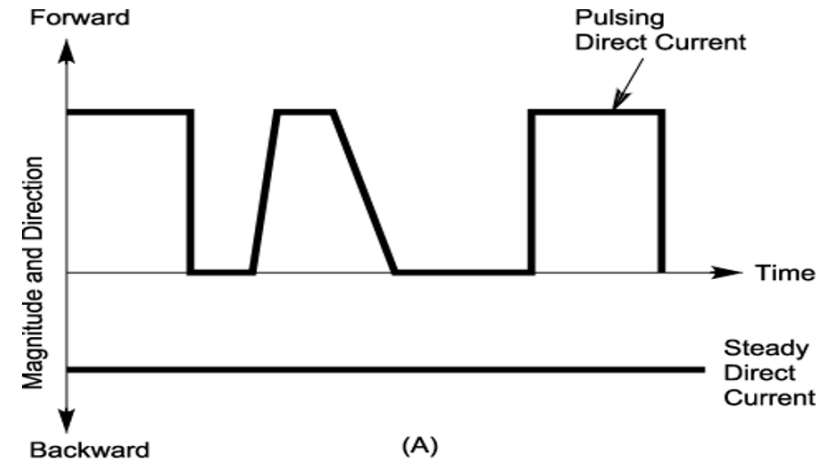 Forward
Pulsing
Direct Current
Magnitude and Direction
Time
Steady
Direct
Current
(A)
Backward